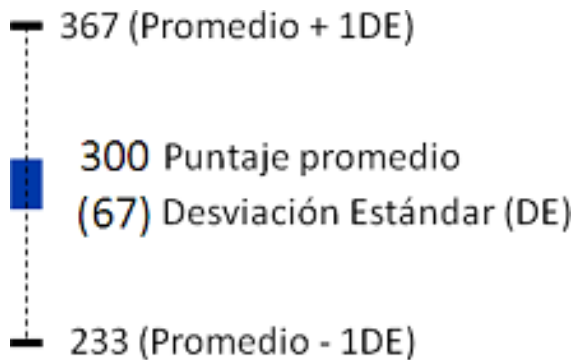 367 (Promedio + 1DE)
300 Puntaje promedio
(67) Desviación Estándar (DE)
233 (Promedio - 1DE)